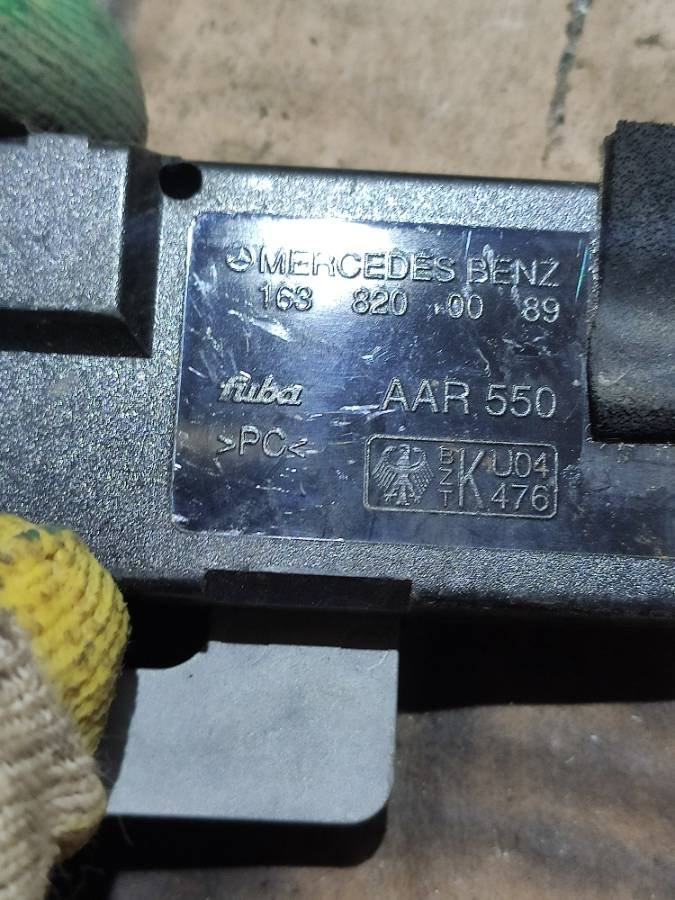 MERCEDES BENZ
163 820 00 89
fuba AAR 550
>PC<
BZT K U04 476